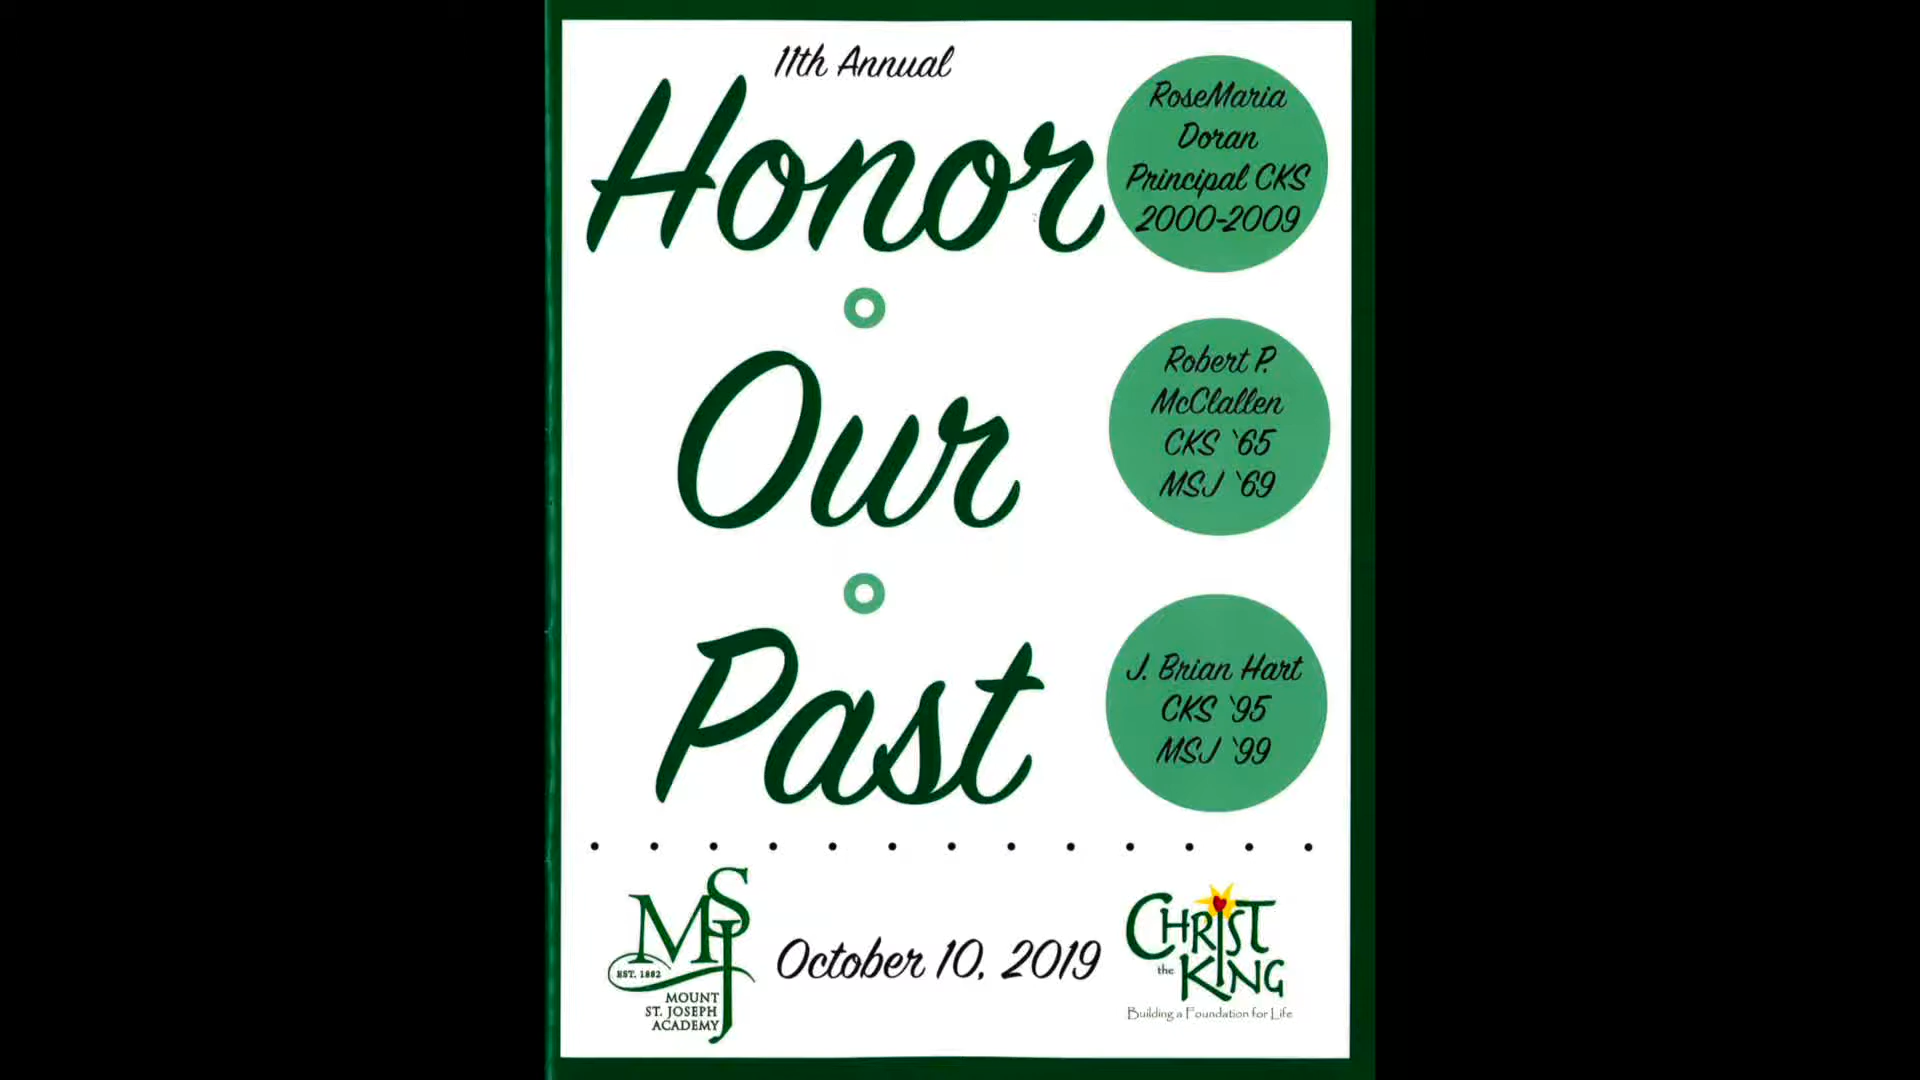 11th Annual
Honor
Our
Past
RoseMaria
Doran
Principal CKS
2000-2009
Robert P.
McClallen
CKS `65
MSJ `69
J. Brian Hart
CKS `95
MSJ `99
MSJ
EST. 1882
MOUNT
ST. JOSEPH
ACADEMY
October 10, 2019
CHRIST
the KING
Building a Foundation for Life